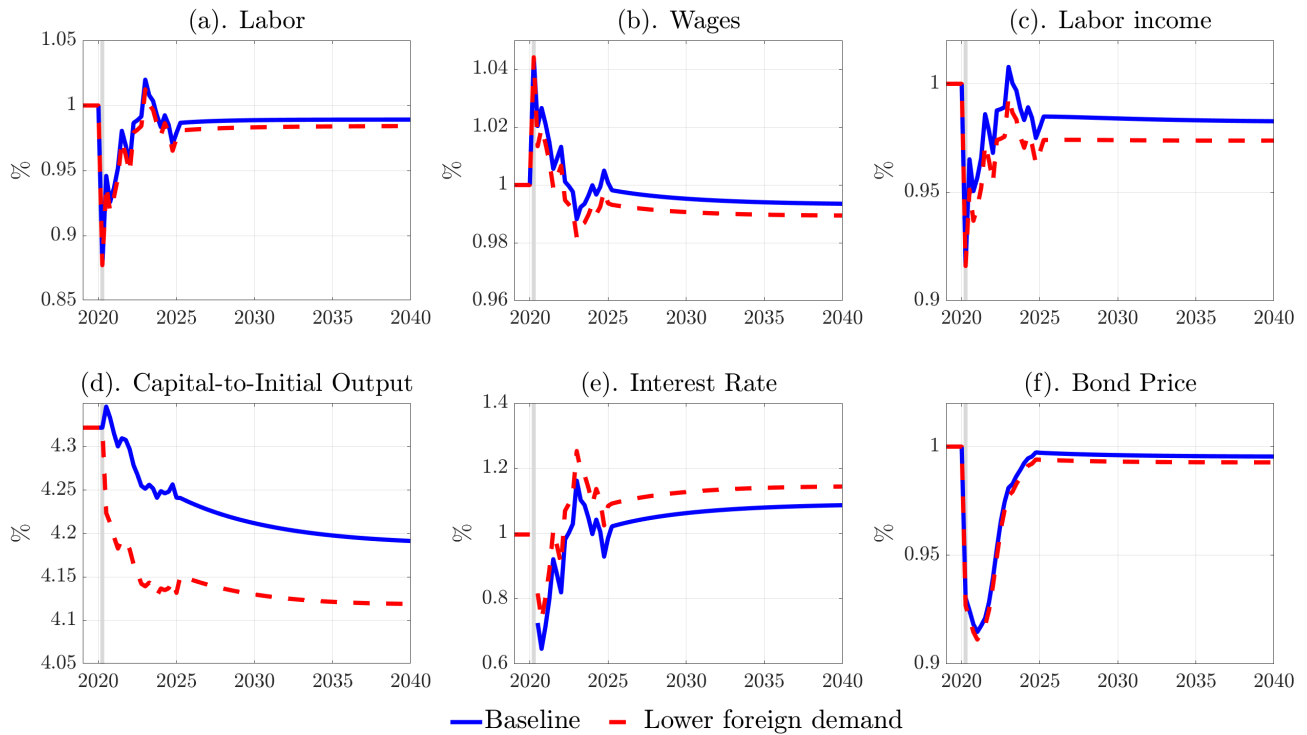 (a). Labor
(b). Wages
(c). Labor income
1.05
1
0.95
0.9
0.85
%
2020 2025 2030 2035 2040
1.04
1.02
1
0.98
0.96
%
2020 2025 2030 2035 2040
1
0.95
0.9
%
2020 2025 2030 2035 2040
(d). Capital-to-Initial Output
(e). Interest Rate
(f). Bond Price
4.3
4.25
4.2
4.15
4.1
4.05
%
2020 2025 2030 2035 2040
1.4
1.2
1
0.8
0.6
%
2020 2025 2030 2035 2040
1
0.95
0.9
%
2020 2025 2030 2035 2040
Baseline Lower foreign demand